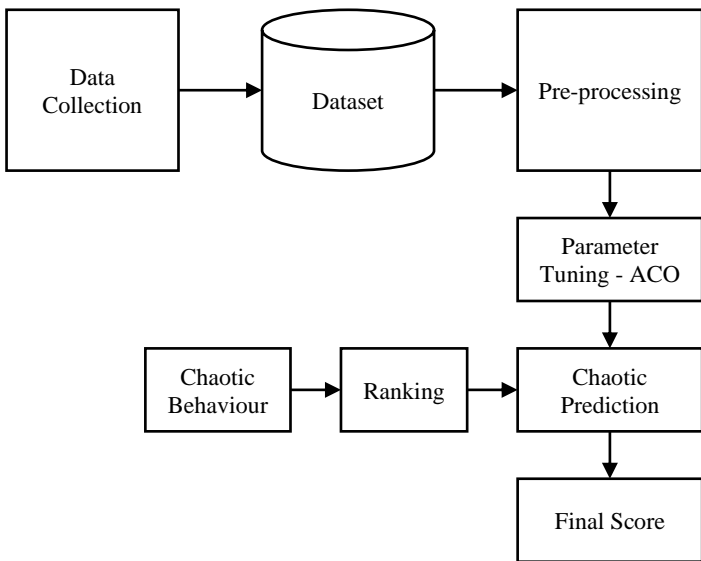 Data
Collection
Dataset
Pre-processing
Parameter
Tuning - ACO
Chaotic
Behaviour
Ranking
Chaotic
Prediction
Final Score